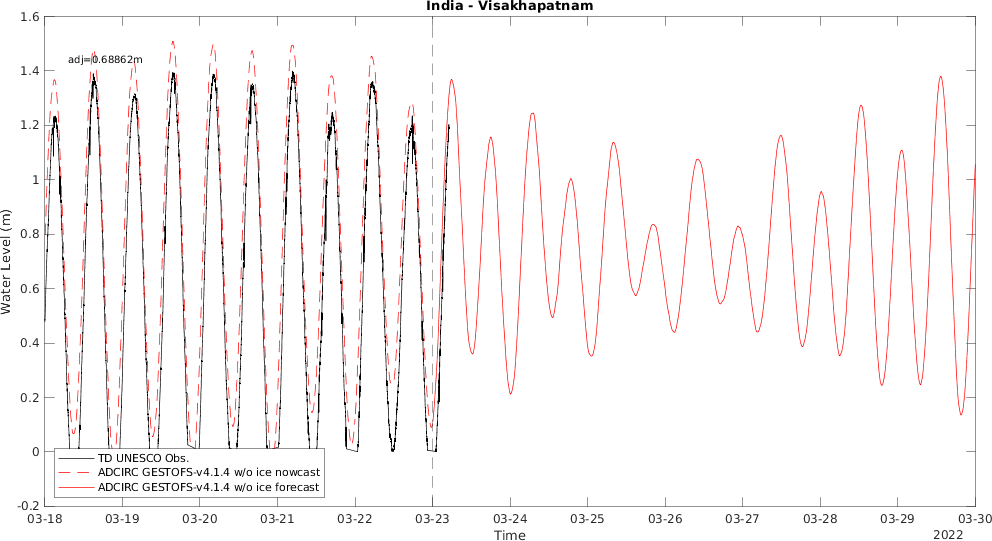 India - Visakhapatnam
adj=0.68862m
1.6
1.4
1.2
1
0.8
0.6
0.4
0.2
0
-0.2
Water Level (m)
TD UNESCO Obs.
ADCIRC GESTOFS-v4.1.4 w/o ice nowcast
ADCIRC GESTOFS-v4.1.4 w/o ice forecast
03-18 03-19 03-20 03-21 03-22 03-23 03-24 03-25 03-26 03-27 03-28 03-29 03-30
Time
2022